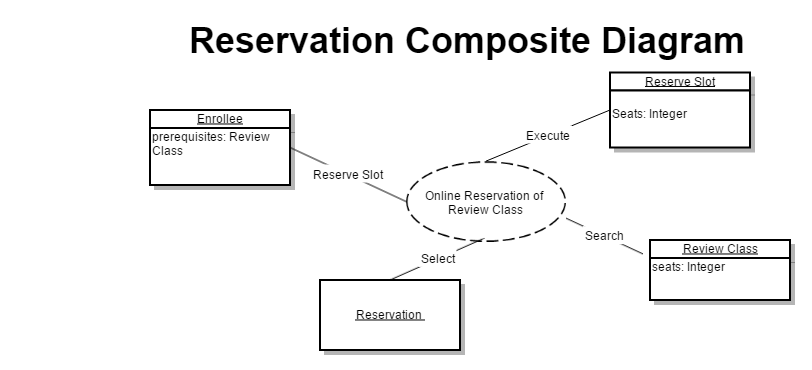 Reservation Composite Diagram
Reserve Slot
Seats: Integer
Enrollee
prerequisites: Review
Class
Execute
Reserve Slot
Online Reservation of
Review Class
Search
Review Class
seats: Integer
Select
Reservation